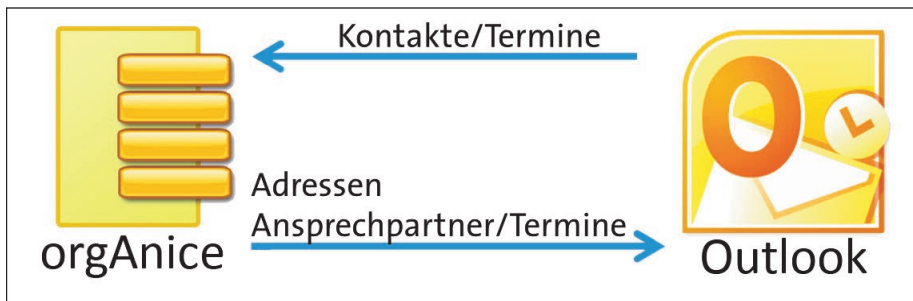 Kontakte/Termine
Adressen
Ansprechpartner/Termine
orgAnice
Outlook